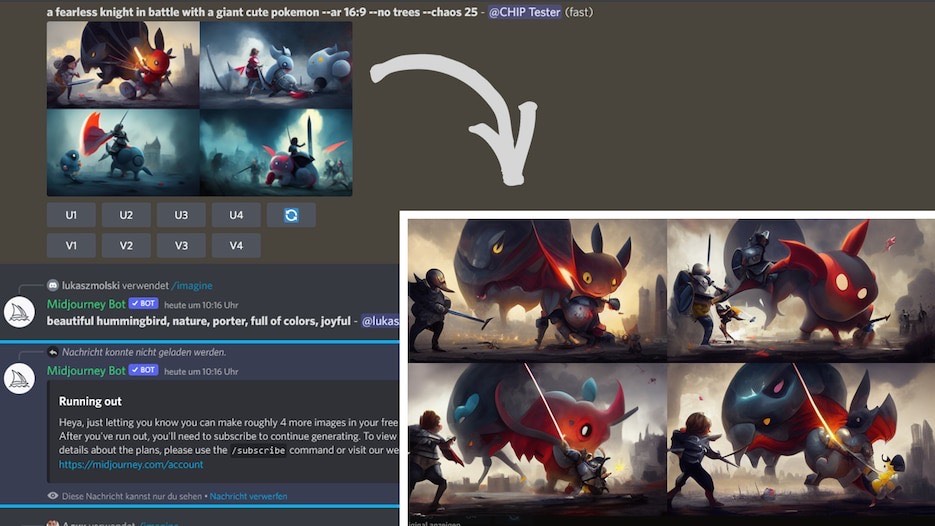 a fearless knight in battle with a giant cute pokemon --ar 16:9 --no trees --chaos 25 - @CHIP Tester (fast)
U1 U2 U3 U4
V1 V2 V3 V4
lukaszmolski verwendet /imagine
Midjourney Bot ✓ BOT heute um 10:16 Uhr
beautiful hummingbird, nature, porter, full of colors, joyful - @lukas
Nachricht konnte nicht geladen werden.
Midjourney Bot ✓ BOT heute um 10:16 Uhr
Running out
Heya, just letting you know you can make roughly 4 more images in your free
After you've run out, you'll need to subscribe to continue generating. To view
details about the plans, please use the /subscribe command or visit our we
https://midjourney.com/account
Diese Nachricht kannst nur du sehen • Nachricht verwerfen
verwendet /imagine
iginal anzeigen